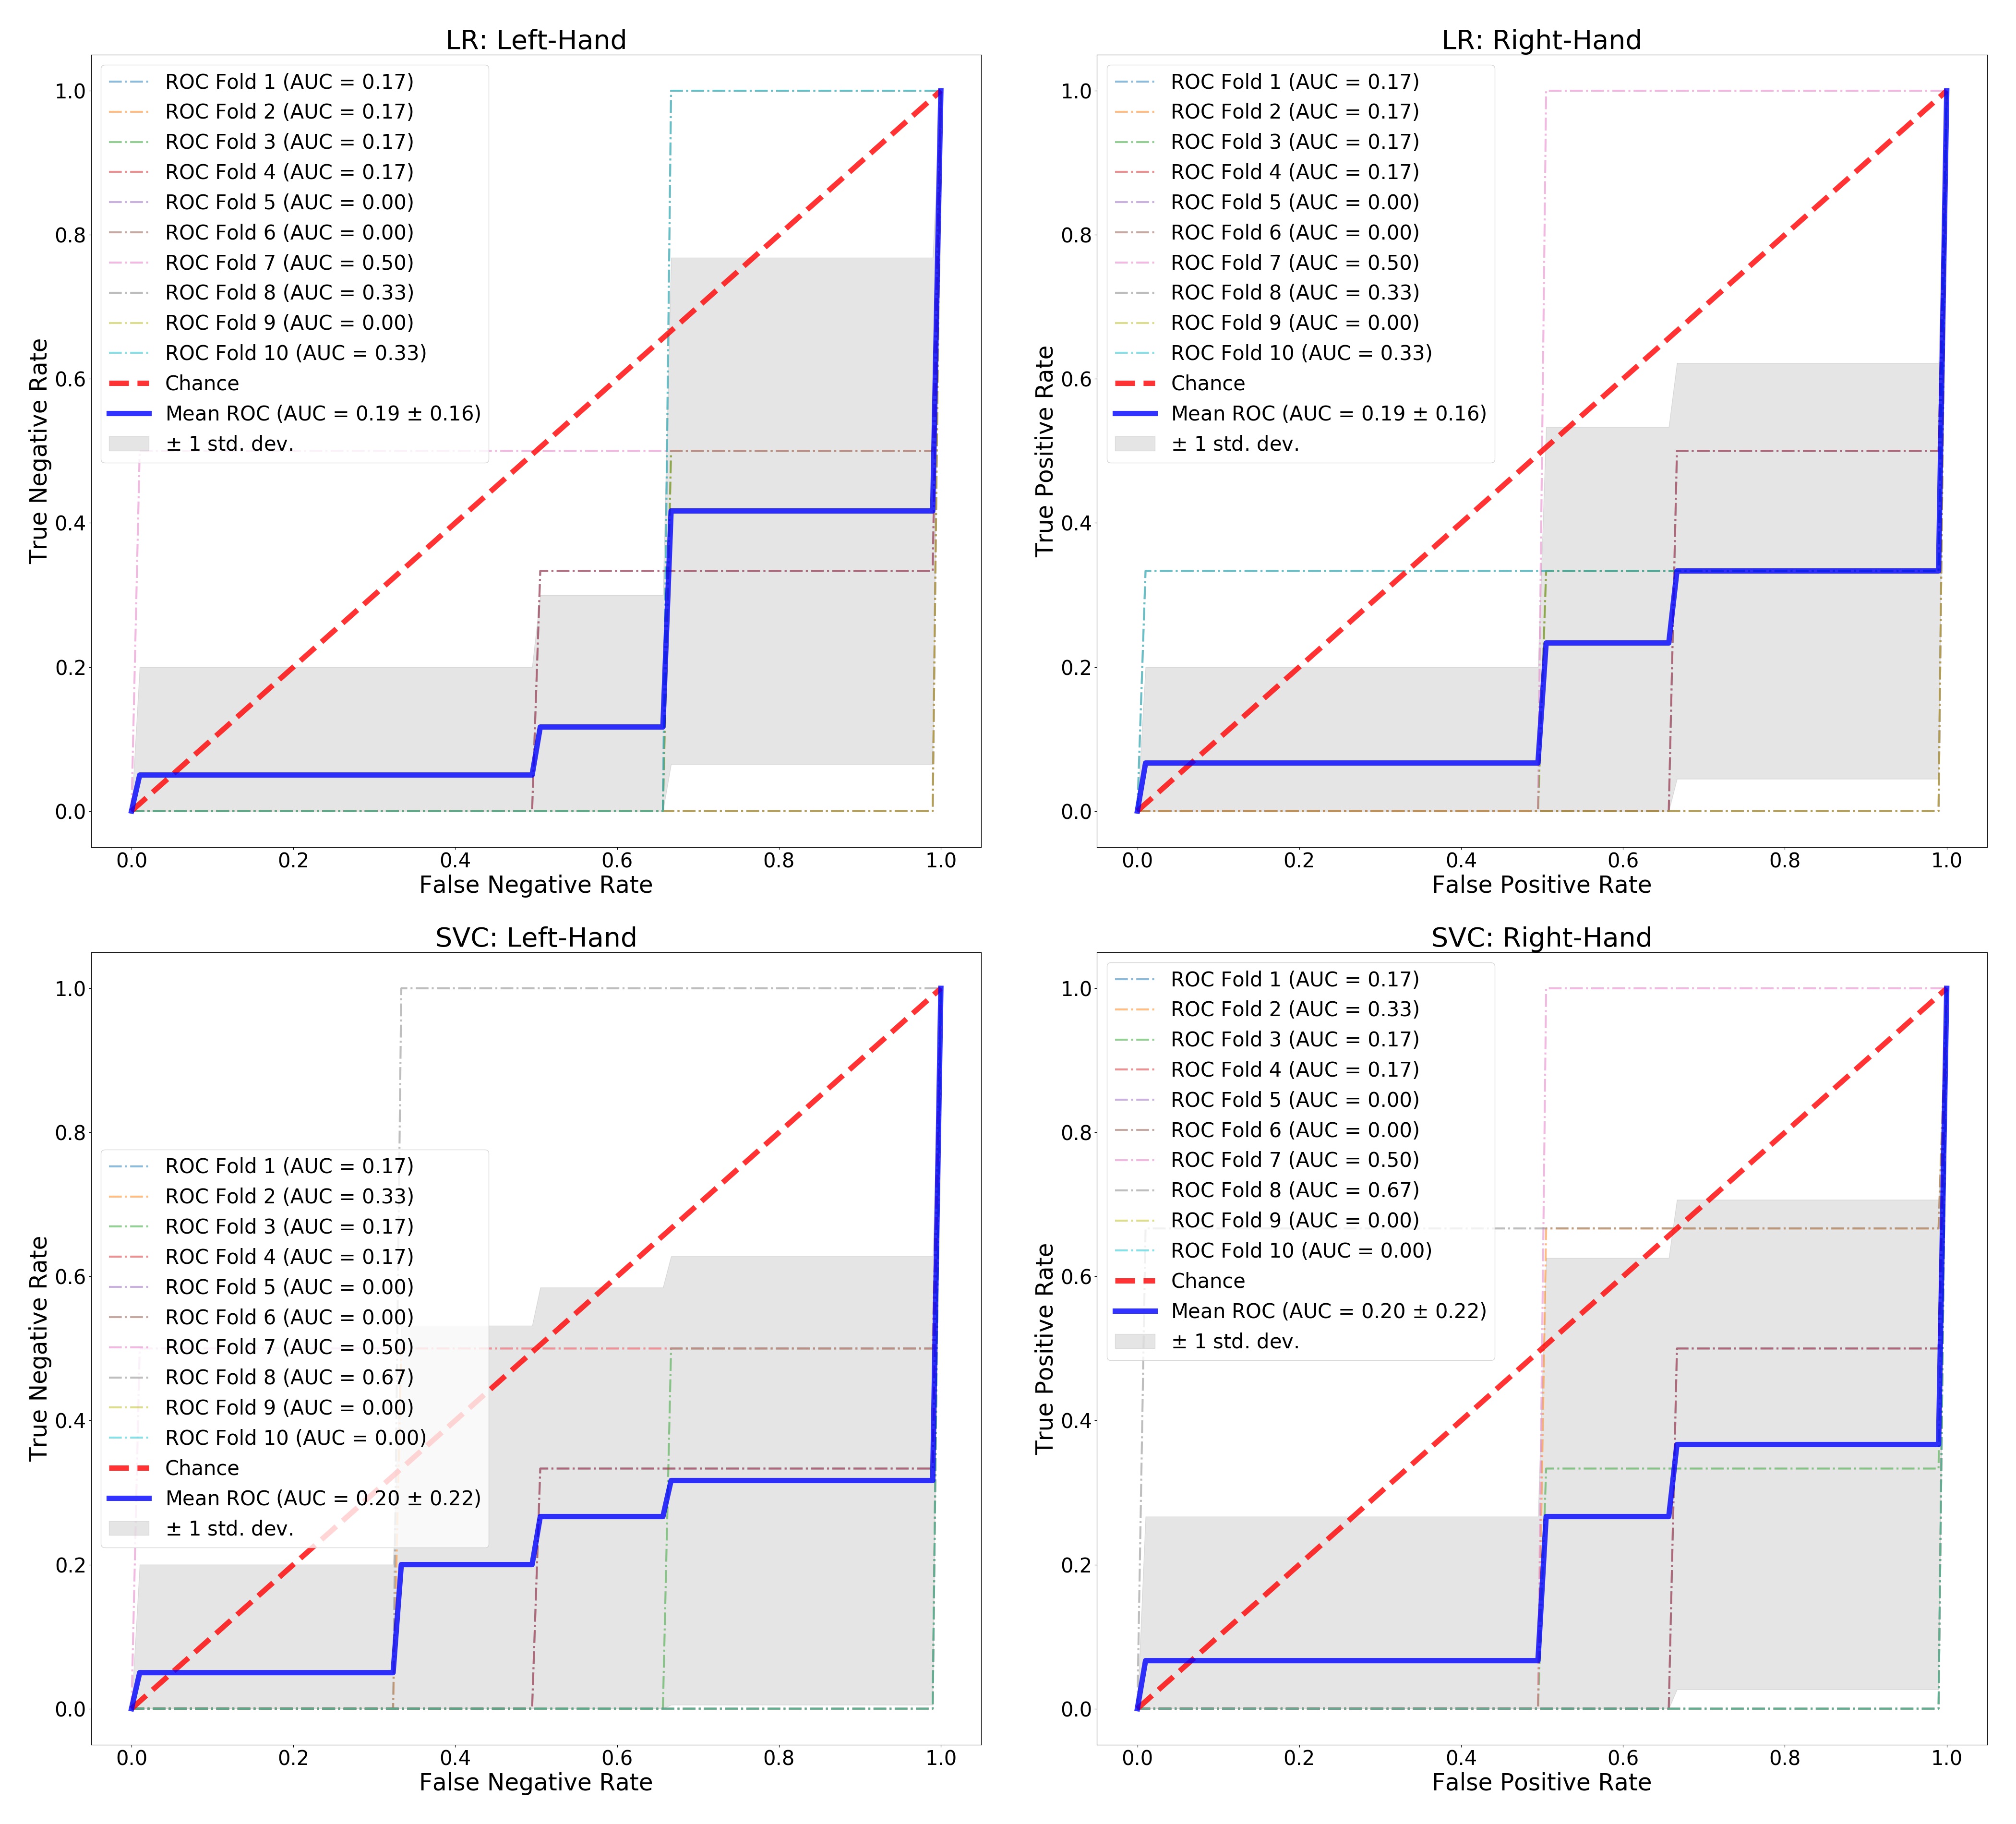 LR: Left-Hand
True Negative Rate
1.0
0.8
0.6
0.4
0.2
0.0
ROC Fold 1 (AUC = 0.17)
ROC Fold 2 (AUC = 0.17)
ROC Fold 3 (AUC = 0.17)
ROC Fold 4 (AUC = 0.17)
ROC Fold 5 (AUC = 0.00)
ROC Fold 6 (AUC = 0.00)
ROC Fold 7 (AUC = 0.50)
ROC Fold 8 (AUC = 0.33)
ROC Fold 9 (AUC = 0.00)
ROC Fold 10 (AUC = 0.33)
Chance
Mean ROC (AUC = 0.19 ± 0.16)
± 1 std. dev.
0.0 0.2 0.4 0.6 0.8 1.0
False Negative Rate
LR: Right-Hand
True Positive Rate
1.0
0.8
0.6
0.4
0.2
0.0
ROC Fold 1 (AUC = 0.17)
ROC Fold 2 (AUC = 0.17)
ROC Fold 3 (AUC = 0.17)
ROC Fold 4 (AUC = 0.17)
ROC Fold 5 (AUC = 0.00)
ROC Fold 6 (AUC = 0.00)
ROC Fold 7 (AUC = 0.50)
ROC Fold 8 (AUC = 0.33)
ROC Fold 9 (AUC = 0.00)
ROC Fold 10 (AUC = 0.33)
Chance
Mean ROC (AUC = 0.19 ± 0.16)
± 1 std. dev.
0.0 0.2 0.4 0.6 0.8 1.0
False Positive Rate
SVC: Left-Hand
True Negative Rate
1.0
0.8
0.6
0.4
0.2
0.0
ROC Fold 1 (AUC = 0.17)
ROC Fold 2 (AUC = 0.33)
ROC Fold 3 (AUC = 0.17)
ROC Fold 4 (AUC = 0.17)
ROC Fold 5 (AUC = 0.00)
ROC Fold 6 (AUC = 0.00)
ROC Fold 7 (AUC = 0.50)
ROC Fold 8 (AUC = 0.67)
ROC Fold 9 (AUC = 0.00)
ROC Fold 10 (AUC = 0.00)
Chance
Mean ROC (AUC = 0.20 ± 0.22)
± 1 std. dev.
0.0 0.2 0.4 0.6 0.8 1.0
False Negative Rate
SVC: Right-Hand
True Positive Rate
1.0
0.8
0.6
0.4
0.2
0.0
ROC Fold 1 (AUC = 0.17)
ROC Fold 2 (AUC = 0.33)
ROC Fold 3 (AUC = 0.17)
ROC Fold 4 (AUC = 0.17)
ROC Fold 5 (AUC = 0.00)
ROC Fold 6 (AUC = 0.00)
ROC Fold 7 (AUC = 0.50)
ROC Fold 8 (AUC = 0.67)
ROC Fold 9 (AUC = 0.00)
ROC Fold 10 (AUC = 0.00)
Chance
Mean ROC (AUC = 0.20 ± 0.22)
± 1 std. dev.
0.0 0.2 0.4 0.6 0.8 1.0
False Positive Rate